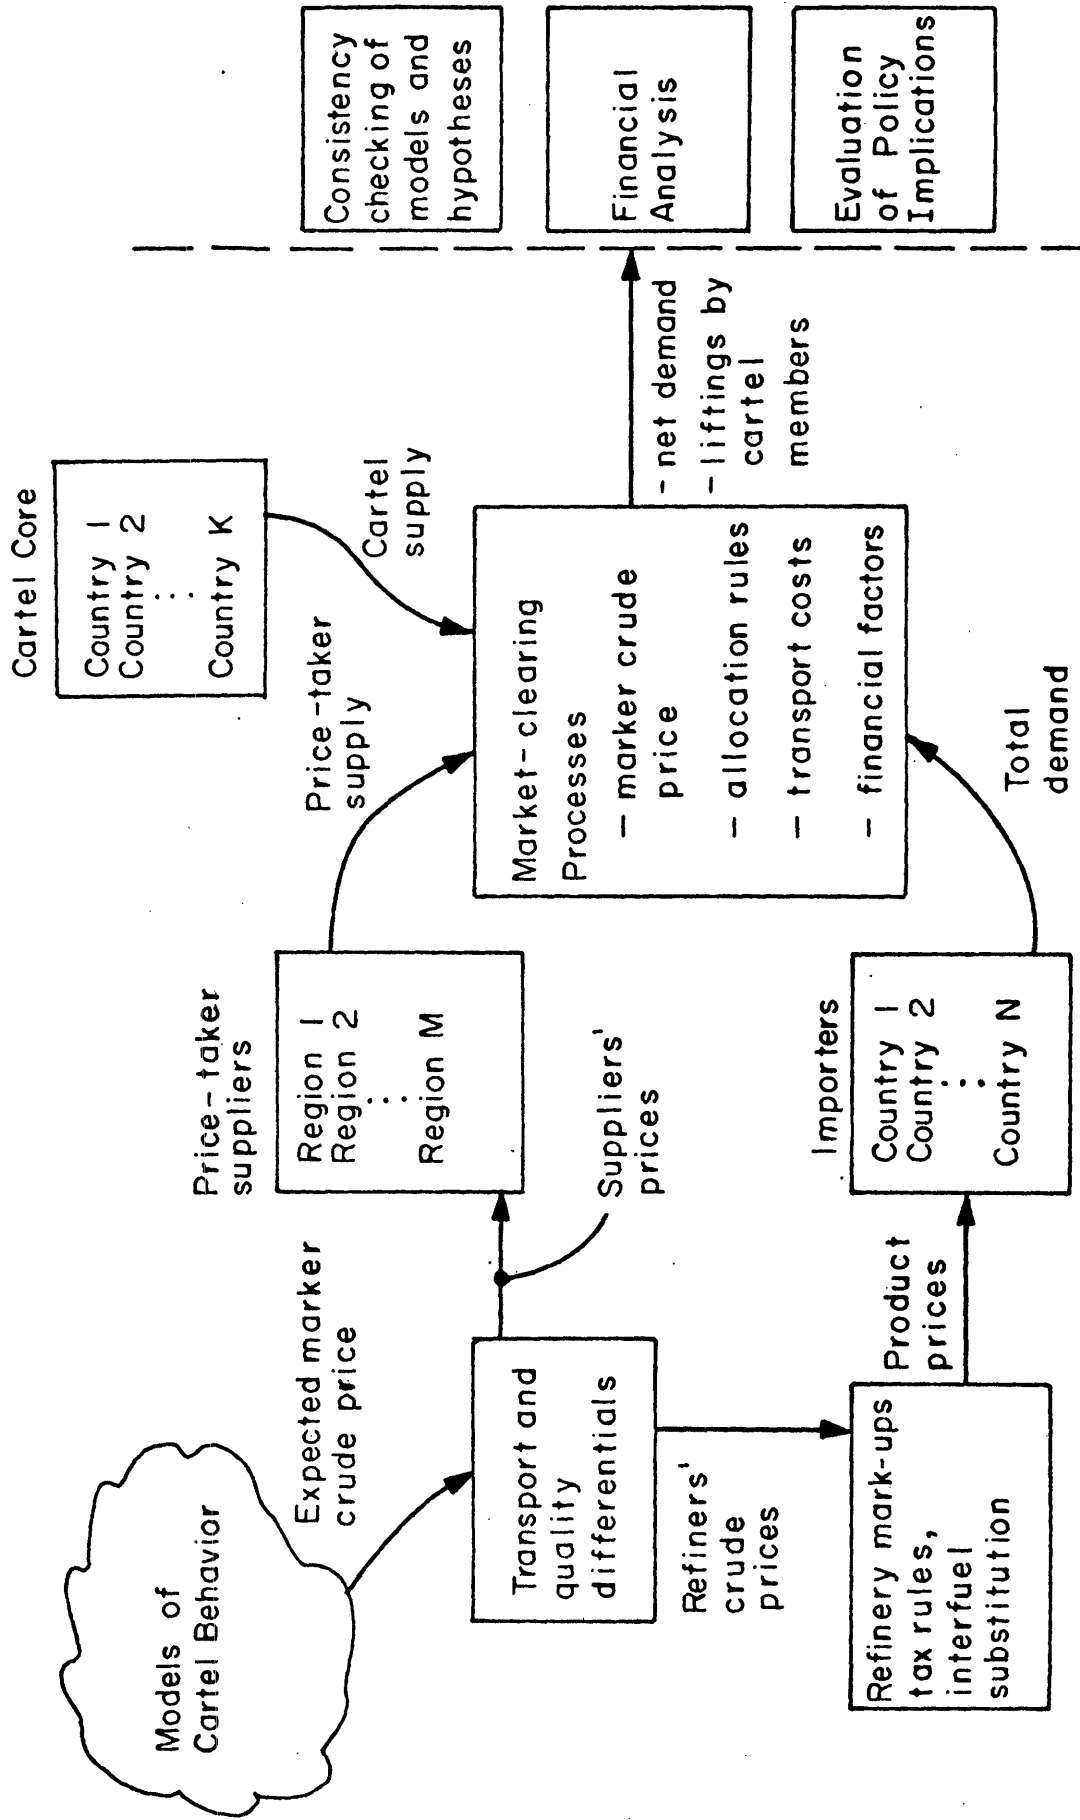 Models of
Cartel Behavior
Expected marker
crude price
Transport and
quality
differentials
Suppliers'
prices
Refiners'
crude
prices
Refinery mark-ups
tax rules,
interfuel
substitution
Product
prices
Price-taker
suppliers
Region 1
Region 2
⋮
Region M
Importers
Country 1
Country 2
⋮
Country N
Price-taker
supply
Total
demand
Cartel Core
Country 1
Country 2
⋮
Country K
Cartel
supply
Market-clearing
Processes
- marker crude
price
- allocation rules
- transport costs
- financial factors
- net demand
- liftings by
cartel
members
Consistency
checking of
models and
hypotheses
Financial
Analysis
Evaluation
of Policy
Implications